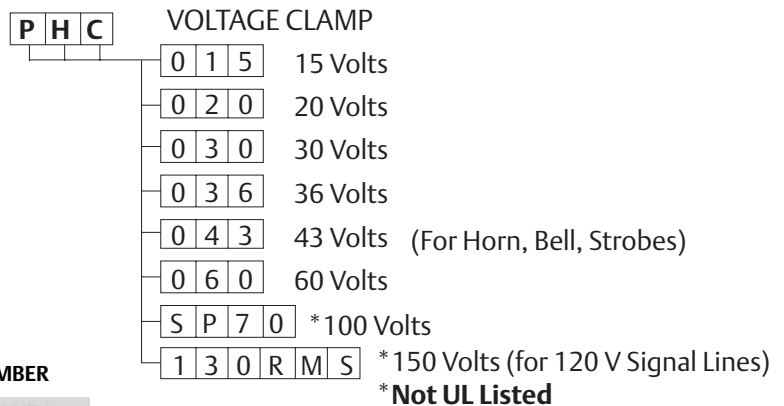 P H C
VOLTAGE CLAMP
0 1 5 15 Volts
0 2 0 20 Volts
0 3 0 30 Volts
0 3 6 36 Volts
0 4 3 43 Volts (For Horn, Bell, Strobes)
0 6 0 60 Volts
S P 7 0 *100 Volts
1 3 0 R M S *150 Volts (for 120 V Signal Lines)
MBER
*Not UL Listed